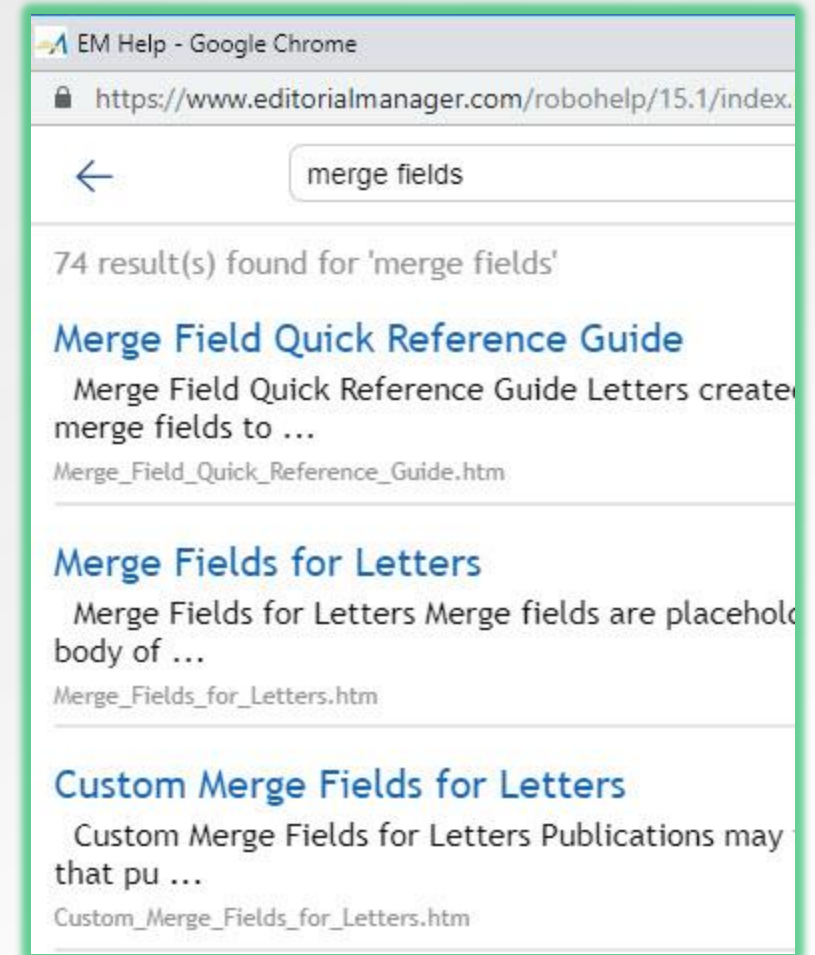 EM Help - Google Chrome
https://www.editorialmanager.com/robohelp/15.1/index.
merge fields
74 result(s) found for 'merge fields'
Merge Field Quick Reference Guide
Merge Field Quick Reference Guide Letters create
merge fields to ...
Merge_Field_Quick_Reference_Guide.htm
Merge Fields for Letters
Merge Fields for Letters Merge fields are placehol
body of ...
Merge_Fields_for_Letters.htm
Custom Merge Fields for Letters
Custom Merge Fields for Letters Publications may
that pu ...
Custom_Merge_Fields_for_Letters.htm